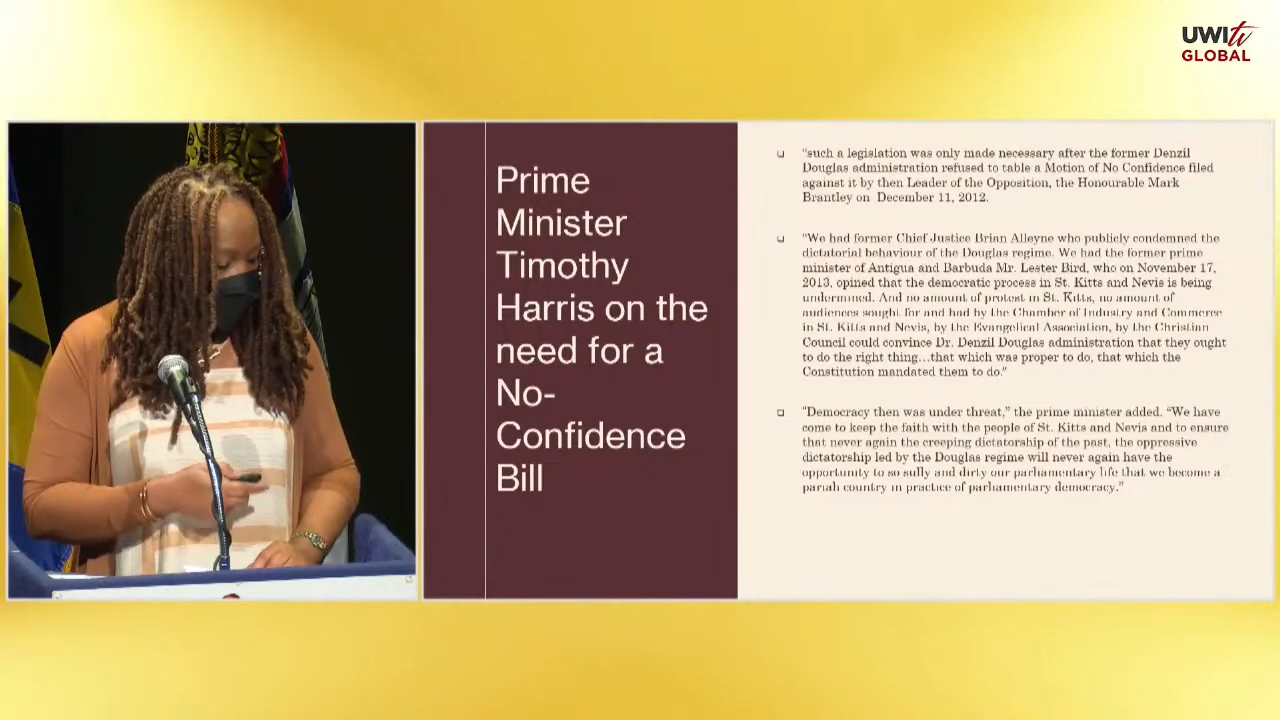 UWItv
GLOBAL
Prime
Minister
Timothy
Harris on the
need for a
No-
Confidence
Bill
"such a legislation was only made necessary after the former Denzil
Douglas administration refused to table a Motion of No Confidence filed
against it by then Leader of the Opposition, the Honourable Mark
Brantley on December 11, 2012.
"We had former Chief Justice Brian Alleyne who publicly condemned the
dictatorial behaviour of the Douglas regime. We had the former prime
minister of Antigua and Barbuda Mr. Lester Bird, who on November 17,
2013, opined that the democratic process in St. Kitts and Nevis is being
undermined. And no amount of protest in St. Kitts, no amount of
audiences sought for and had by the Chamber of Industry and Commerce
in St. Kitts and Nevis, by the Evangelical Association, by the Christian
Council could convince Dr. Denzil Douglas administration that they ought
to do the right thing…that which was proper to do, that which the
Constitution mandated them to do."
"Democracy then was under threat," the prime minister added. "We have
come to keep the faith with the people of St. Kitts and Nevis and to ensure
that never again the creeping dictatorship of the past, the oppressive
dictatorship led by the Douglas regime will never again have the
opportunity to so sully and dirty our parliamentary life that we become a
pariah country in practice of parliamentary democracy."